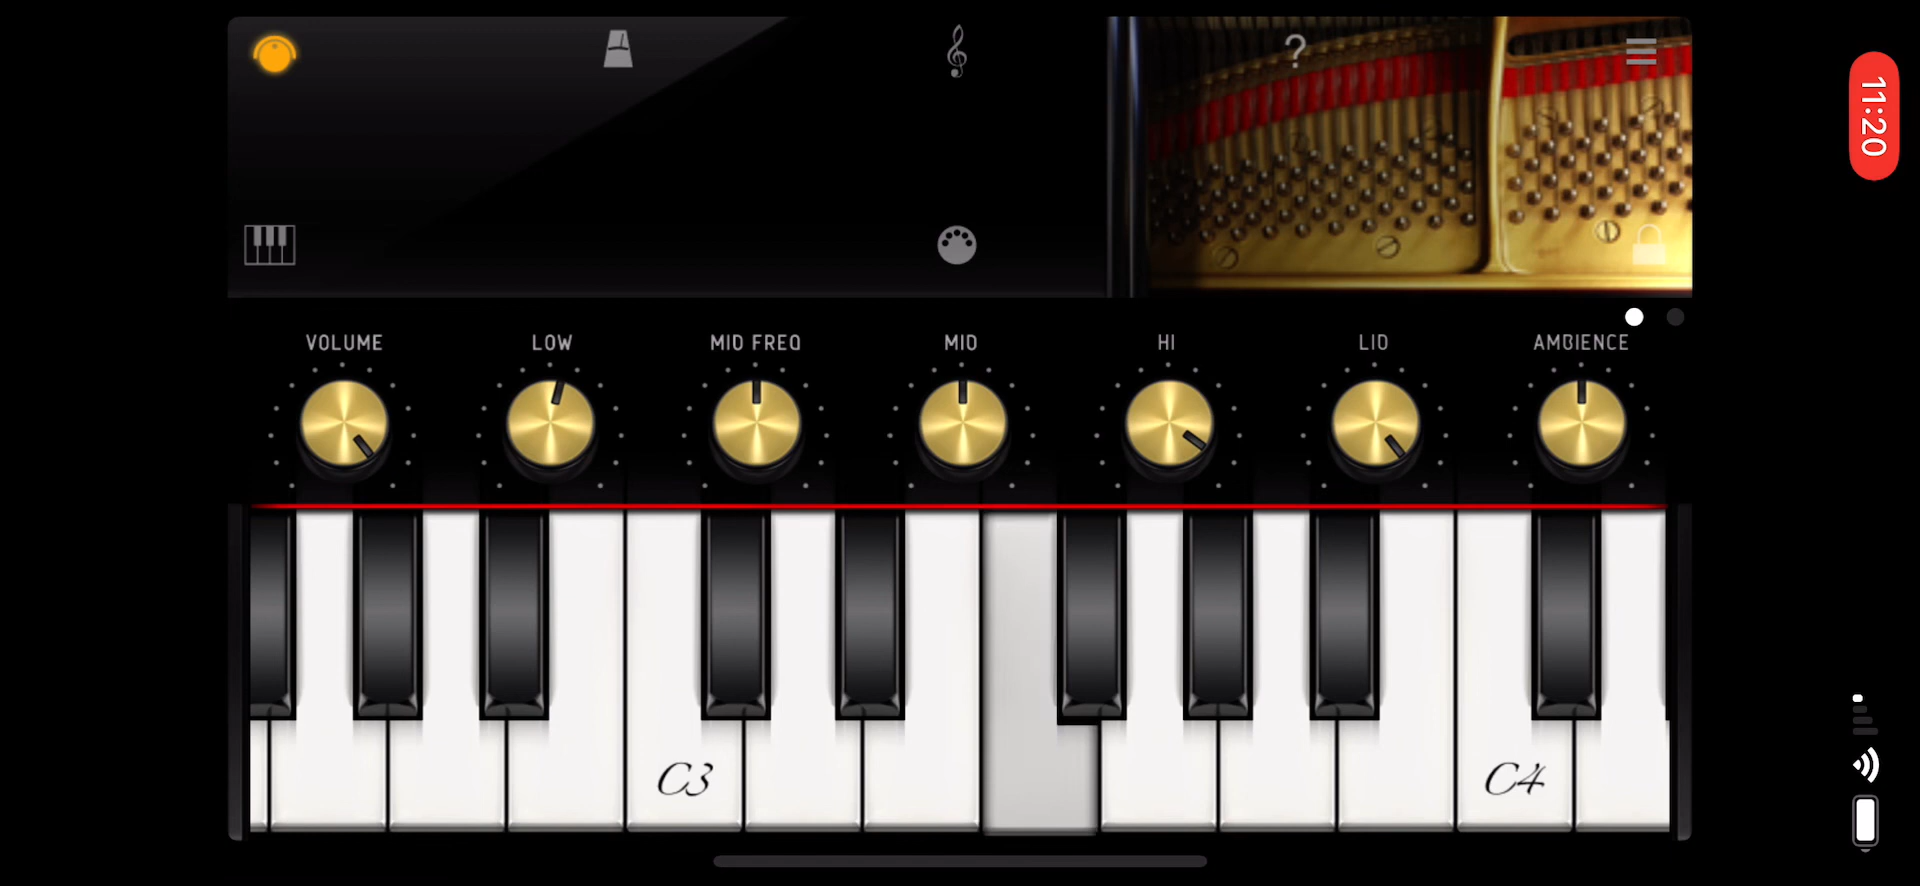 ?
11:20
VOLUME
LOW
MID FREQ
MID
HI
LID
AMBIENCE
C3
C4